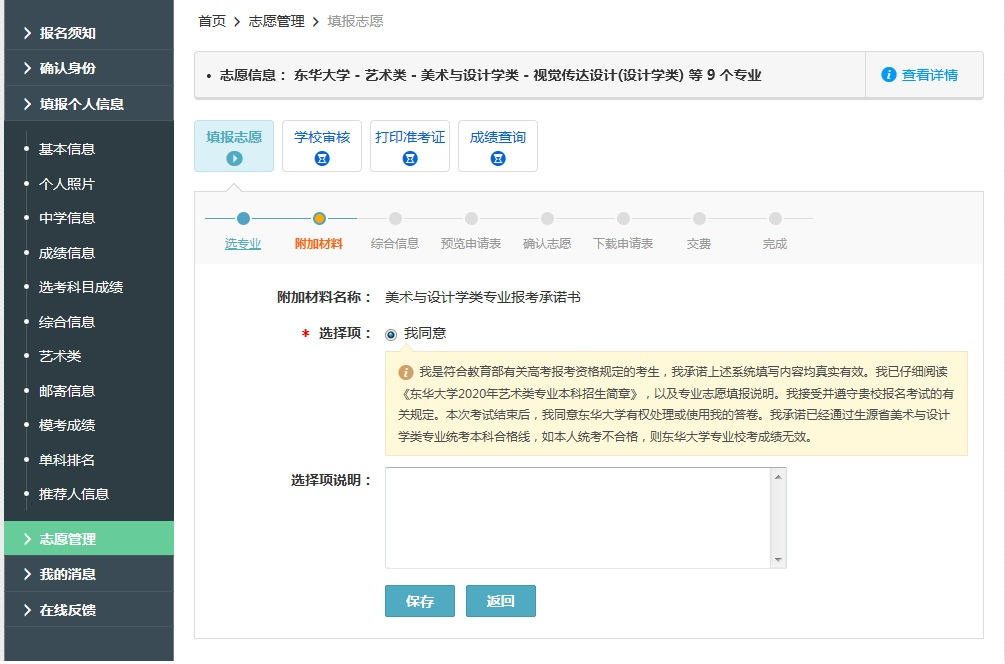 报名须知
确认身份
填报个人信息
基本信息
个人照片
中学信息
成绩信息
选考科目成绩
综合信息
艺术类
邮寄信息
模考成绩
单科排名
推荐人信息
志愿管理
我的消息
在线反馈
首页 > 志愿管理 > 填报志愿
• 志愿信息： 东华大学 - 艺术类 - 美术与设计学类 - 视觉传达设计(设计学类) 等 9 个专业
查看详情
填报志愿 学校审核 打印准考证 成绩查询
选专业 附加材料 综合信息 预览申请表 确认志愿 下载申请表 交费 完成
附加材料名称： 美术与设计学类专业报考承诺书
* 选择项： 我同意
我是符合教育部有关高考报考资格规定的考生，我承诺上述系统填写内容均真实有效。我已仔细阅读
《东华大学2020年艺术类专业本科招生简章》，以及专业志愿填报说明。我接受并遵守贵校报名考试的有
关规定。本次考试结束后，我同意东华大学有权处理或使用我的答卷。我承诺已经通过生源省美术与设计
学类专业统考本科合格线，如本人统考不合格，则东华大学专业校考成绩无效。
选择项说明：
保存 返回